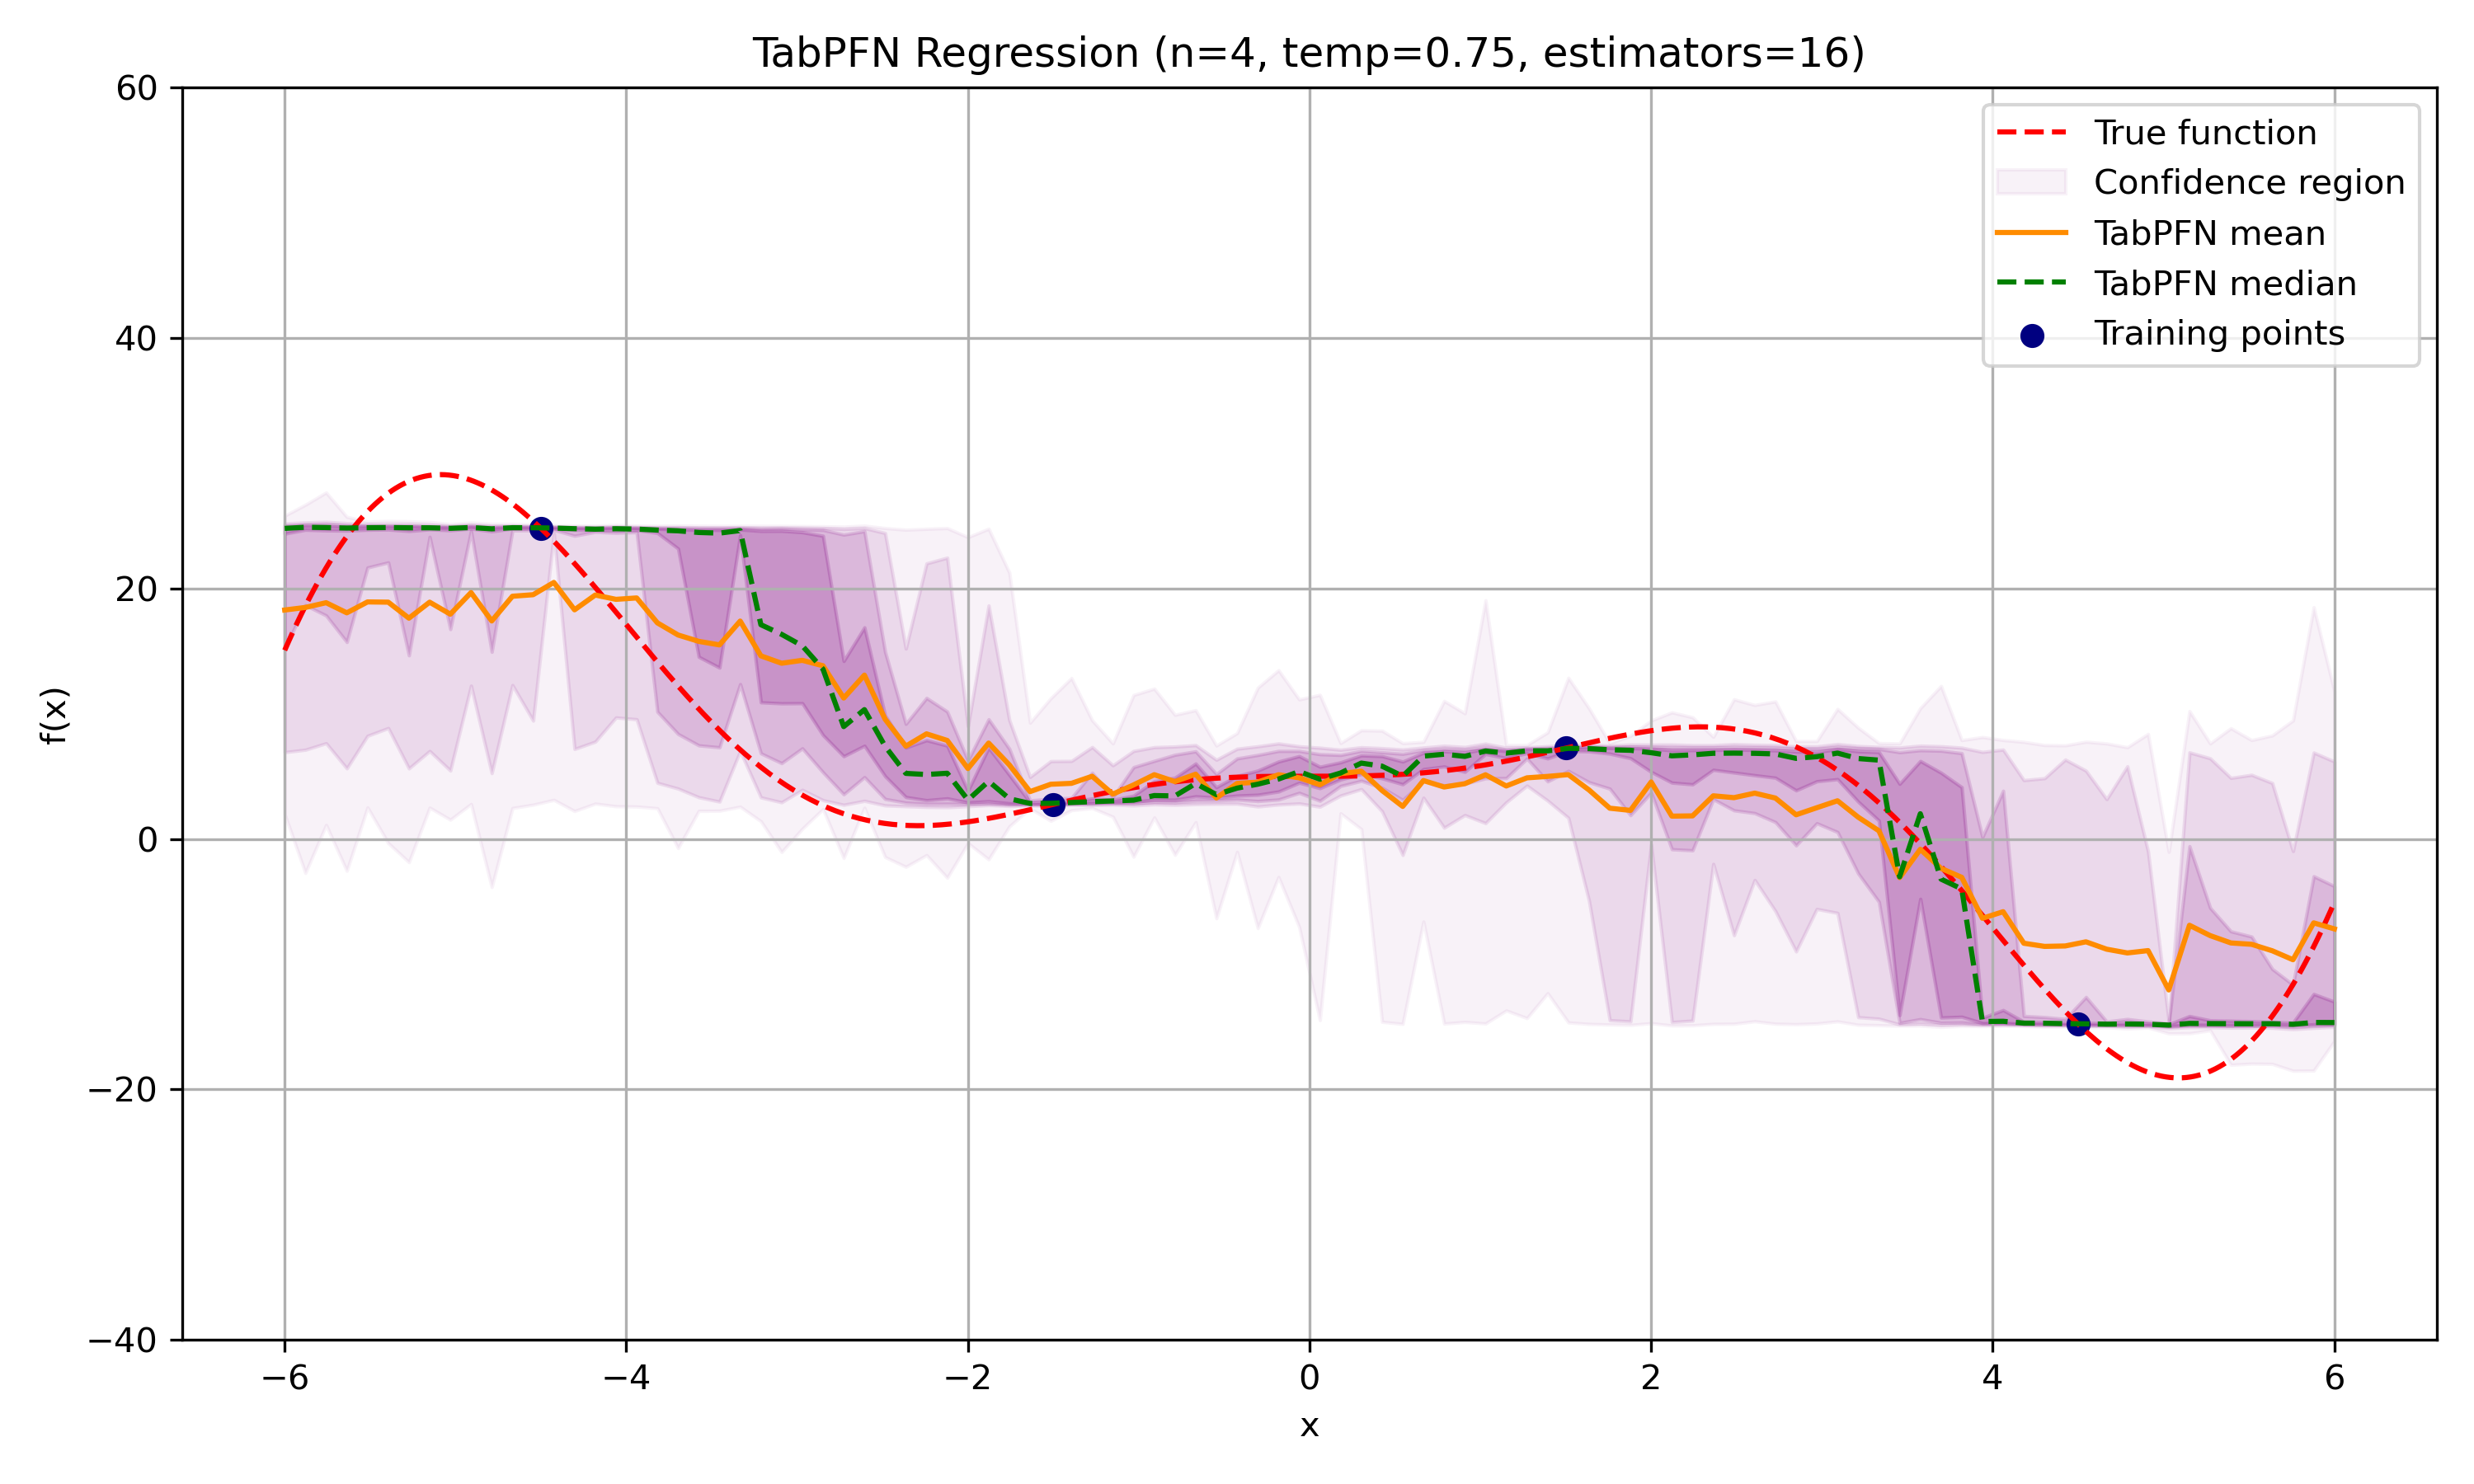 TabPFN Regression (n=4, temp=0.75, estimators=16)
True function
Confidence region
TabPFN mean
TabPFN median
Training points
60
40
20
0
−20
−40
f(x)
−6 −4 −2 0 2 4 6
x